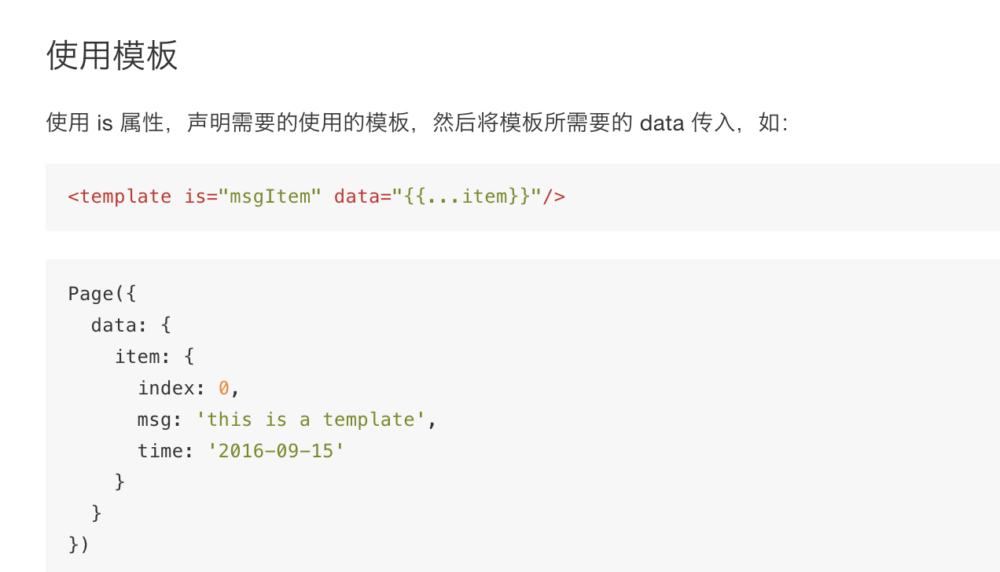 使用模板
使用 is 属性，声明需要的使用的模板，然后将模板所需要的 data 传入，如：
<template is="msgItem" data="{{...item}}"/>
Page({
  data: {
    item: {
      index: 0,
      msg: 'this is a template',
      time: '2016-09-15'
    }
  }
})